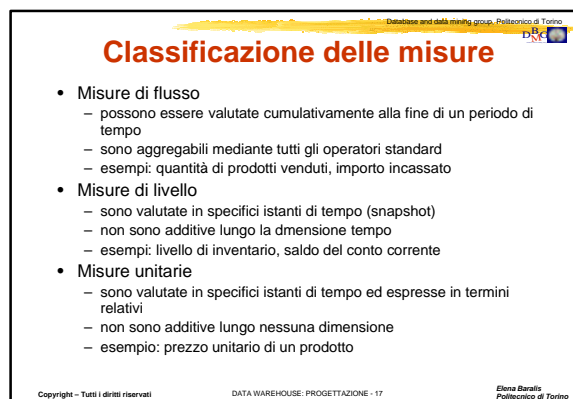 Database and data mining group, Politecnico di Torino
DBMG
Classificazione delle misure
• Misure di flusso
– possono essere valutate cumulativamente alla fine di un periodo di
tempo
– sono aggregabili mediante tutti gli operatori standard
– esempi: quantità di prodotti venduti, importo incassato
• Misure di livello
– sono valutate in specifici istanti di tempo (snapshot)
– non sono additive lungo la dmensione tempo
– esempi: livello di inventario, saldo del conto corrente
• Misure unitarie
– sono valutate in specifici istanti di tempo ed espresse in termini
relativi
– non sono additive lungo nessuna dimensione
– esempio: prezzo unitario di un prodotto
Copyright – Tutti i diritti riservati
DATA WAREHOUSE: PROGETTAZIONE - 17
Elena Baralis
Politecnico di Torino